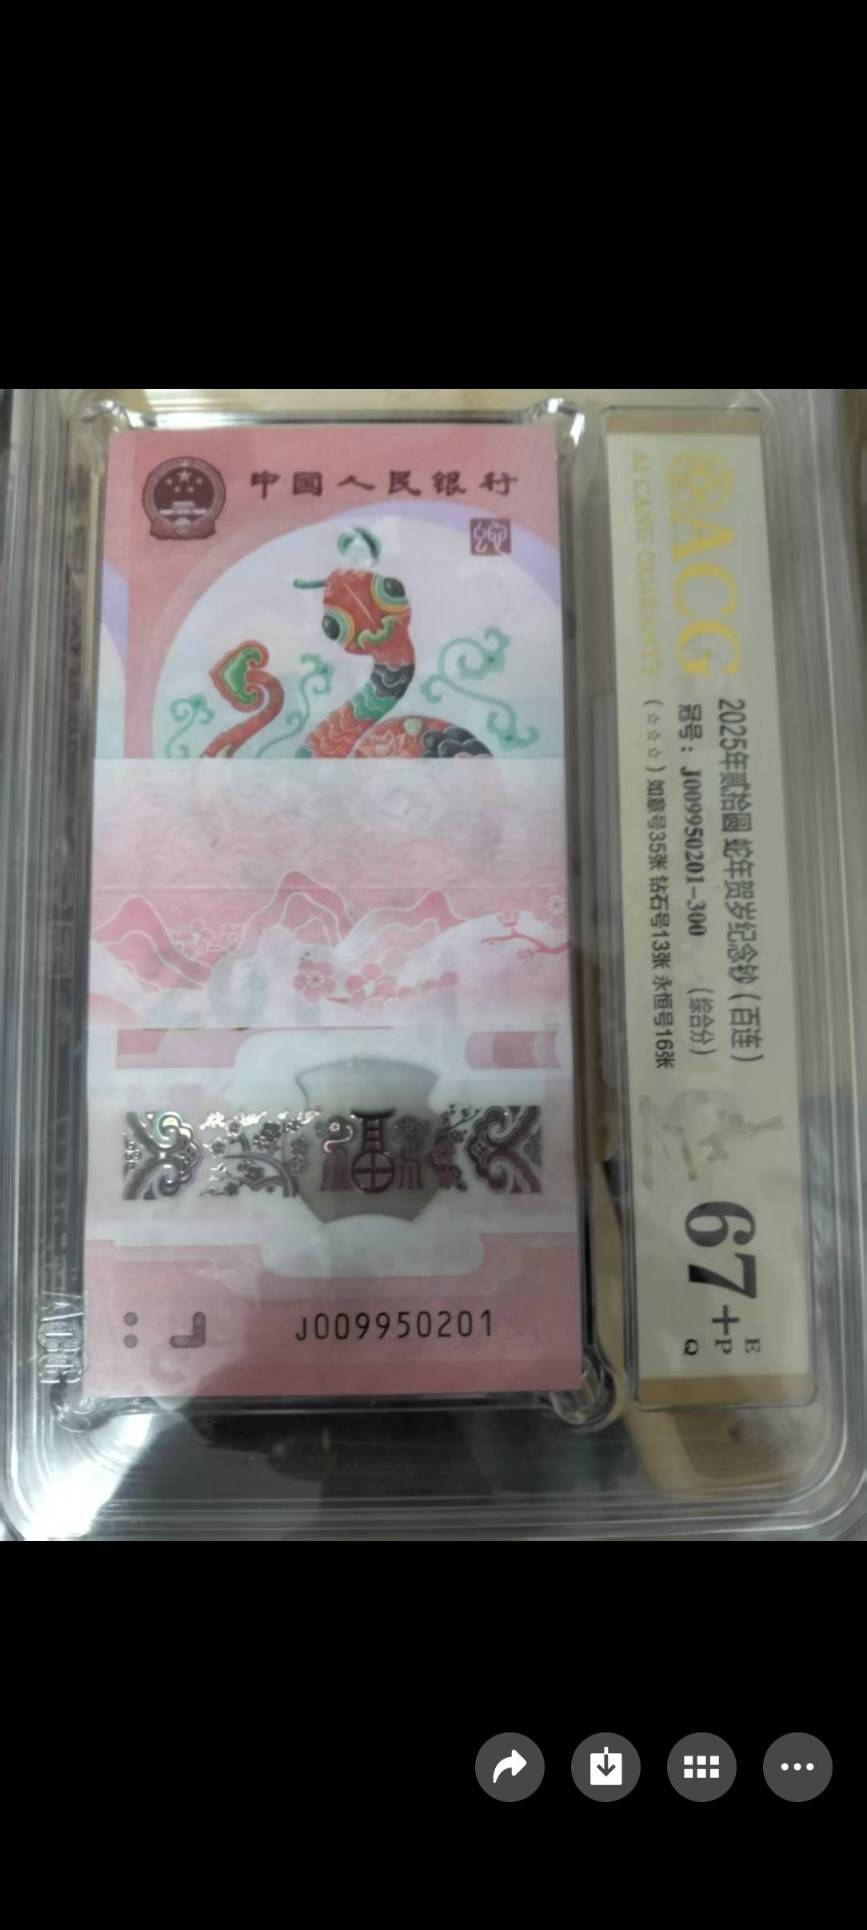 中国人民银行
J009950201
ACG
AI CANG GUARANTY
2025年贰拾圆 蛇年贺岁纪念钞 (百连)
冠号: J009950201-300 (综合分)
(☆☆☆) 如意号35张 钻石号13张 永恒号16张
67+
E
P
Q
ACG